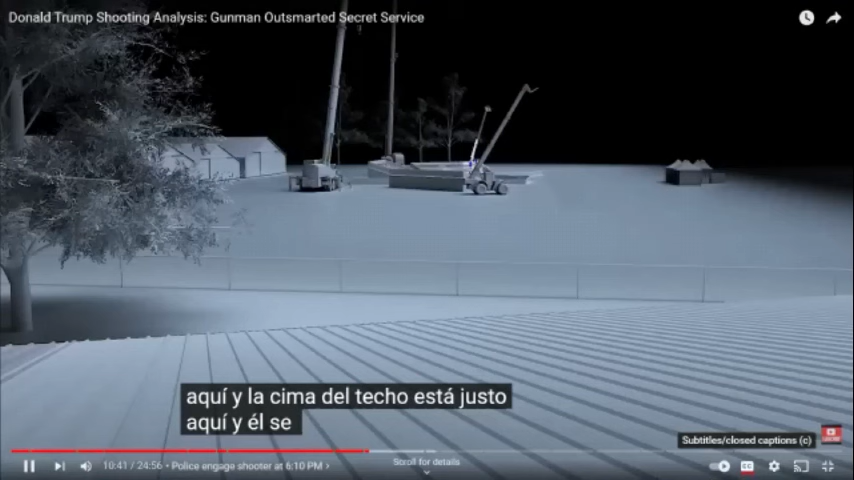 Donald Trump Shooting Analysis: Gunman Outsmarted Secret Service
aquí y la cima del techo está justo
aquí y él se
Subtitles/closed captions (c)
10:41 / 24:56 • Police engage shooter at 6:10 PM ›
Scroll for details
CC